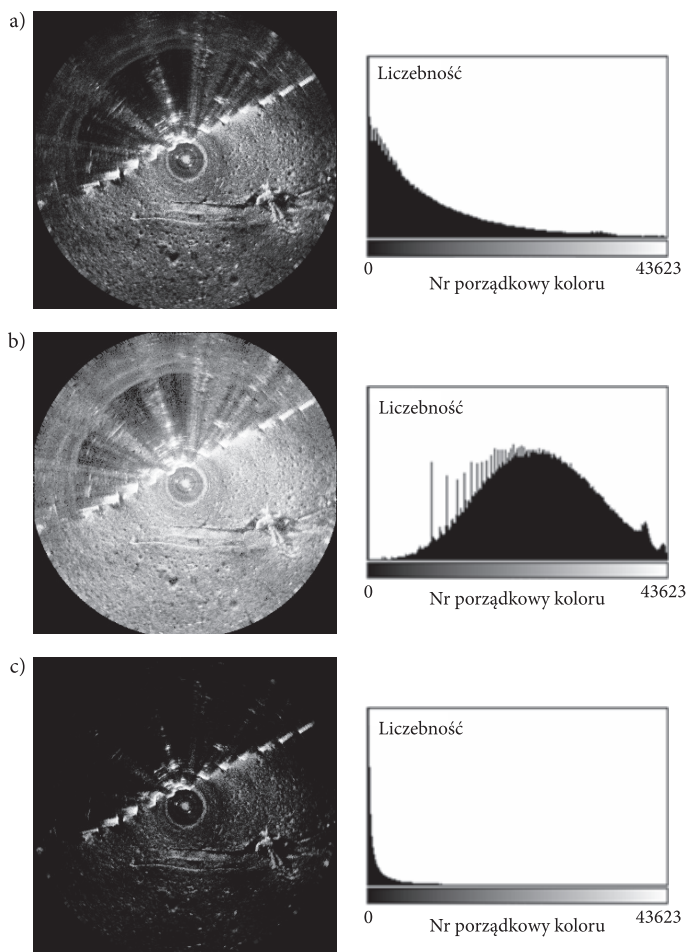 a)
Liczebność
0 43623
Nr porządkowy koloru
b)
Liczebność
0 43623
Nr porządkowy koloru
c)
Liczebność
0 43623
Nr porządkowy koloru